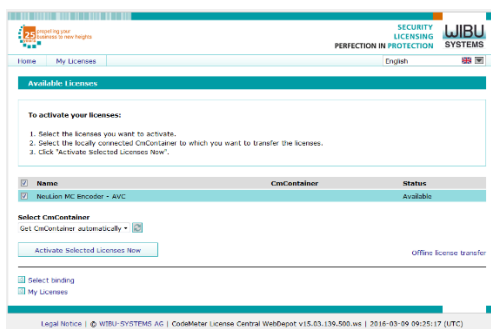 25 propelling your
business to new heights
SECURITY
LICENSING
PERFECTION IN PROTECTION
WIBU
SYSTEMS
Home My Licenses English
Available Licenses
To activate your licenses:
1. Select the licenses you want to activate.
2. Select the locally connected CmContainer to which you want to transfer the licenses.
3. Click "Activate Selected Licenses Now".
Name CmContainer Status
NeuLion MC Encoder - AVC Available
Select CmContainer
Get CmContainer automatically
Activate Selected Licenses Now
Offline license transfer
Select binding
My Licenses
Legal Notice | © WIBU-SYSTEMS AG | CodeMeter License Central WebDepot v15.03.139.500.ws | 2016-03-09 09:25:17 (UTC)